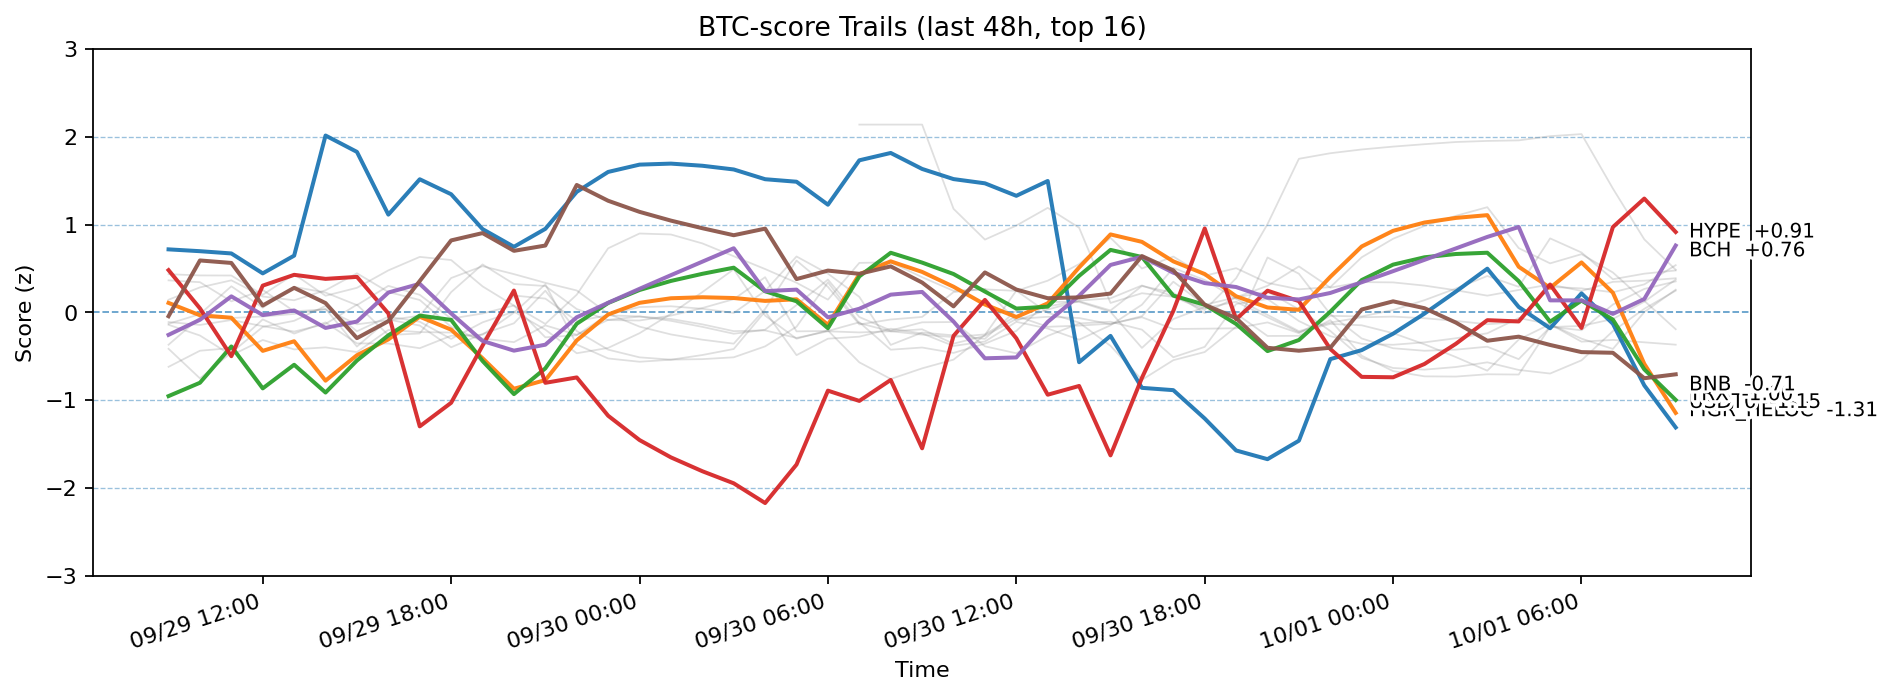 BTC-score Trails (last 48h, top 16)
3
2
1
0
−1
−2
−3
Score (z)
HYPE +0.91
BCH +0.76
BNB -0.71
-1.00
-1.31
09/29 12:00
09/29 18:00
09/30 00:00
09/30 06:00
09/30 12:00
09/30 18:00
10/01 00:00
10/01 06:00
Time